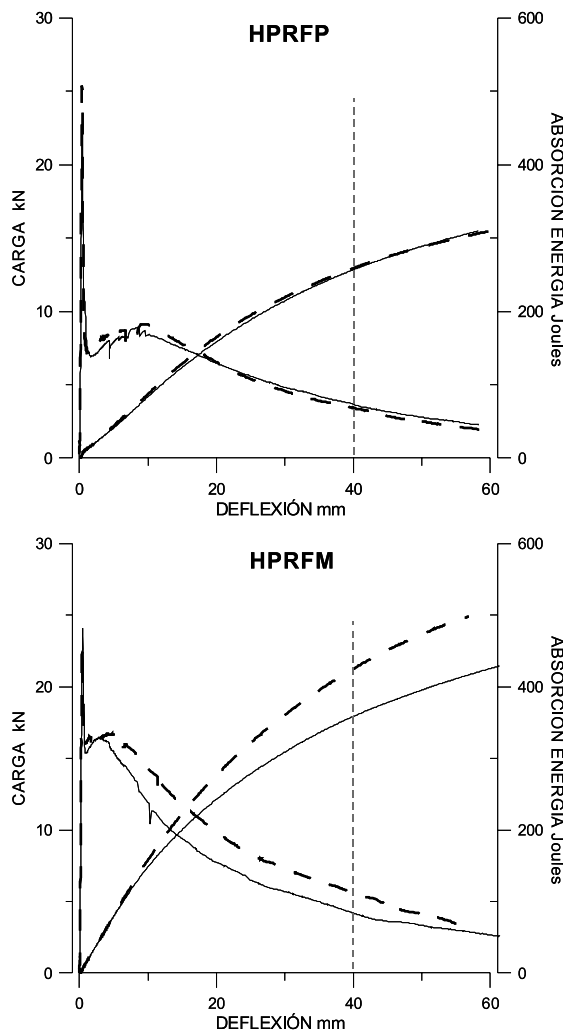 HPRFP
30
20
10
0
CARGA kN
600
400
200
0
ABSORCION ENERGIA Joules
0 20 40 60
DEFLEXIÓN mm
HPRFM
30
20
10
0
CARGA kN
600
400
200
0
ABSORCION ENERGIA Joules
0 20 40 60
DEFLEXIÓN mm